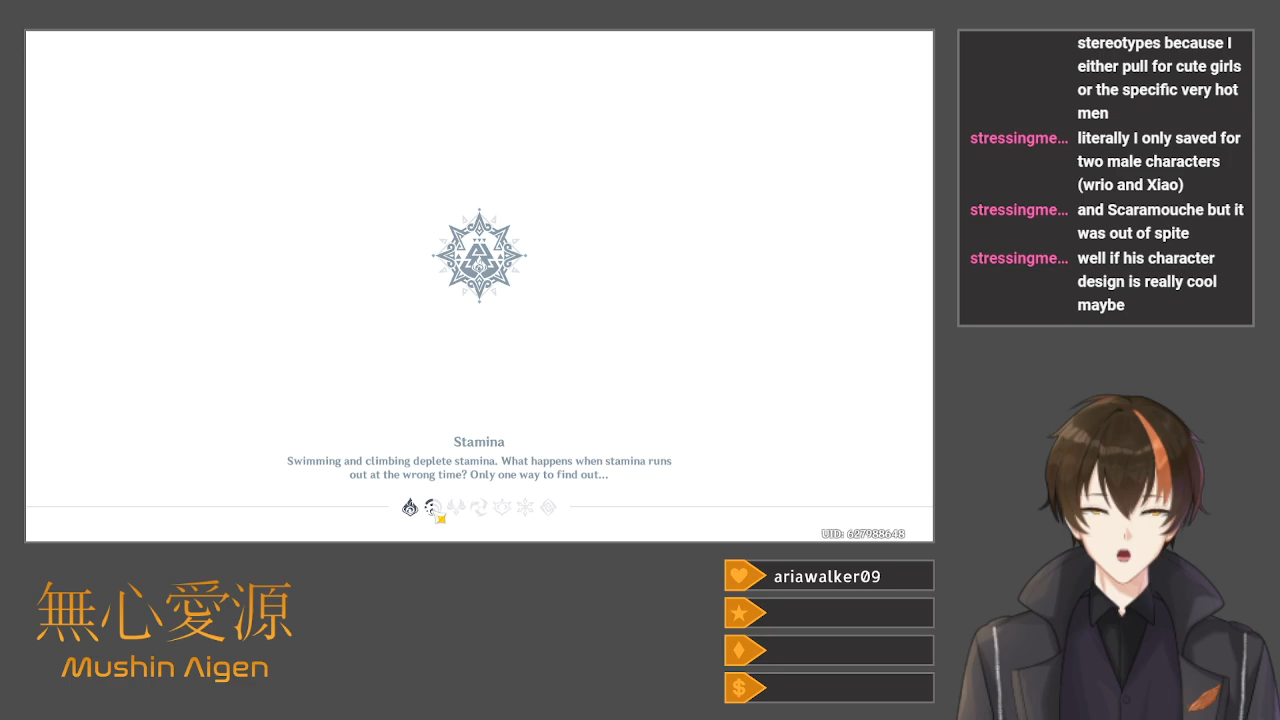 stereotypes because I
either pull for cute girls
or the specific very hot
men
stressingme... literally I only saved for
two male characters
(wrio and Xiao)
stressingme... and Scaramouche but it
was out of spite
stressingme... well if his character
design is really cool
maybe
Stamina
Swimming and climbing deplete stamina. What happens when stamina runs
out at the wrong time? Only one way to find out...
UID: 627988648
ariawalker09
無心愛源
Mushin Aigen